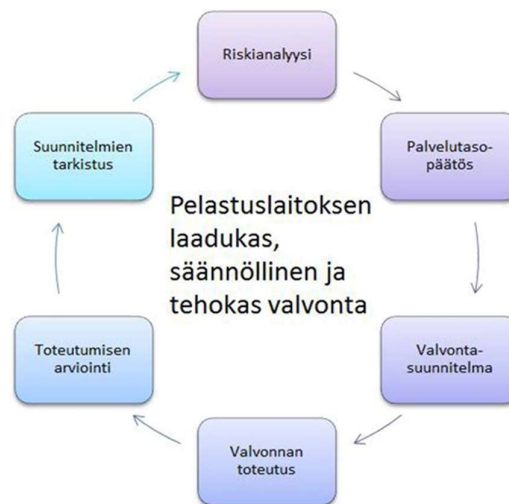 Riskianalyysi
Palvelutaso-
päätös
Valvonta-
suunnitelma
Valvonnan
toteutus
Toteutumisen
arviointi
Suunnitelmien
tarkistus
Pelastuslaitoksen
laadukas,
säännöllinen ja
tehokas valvonta